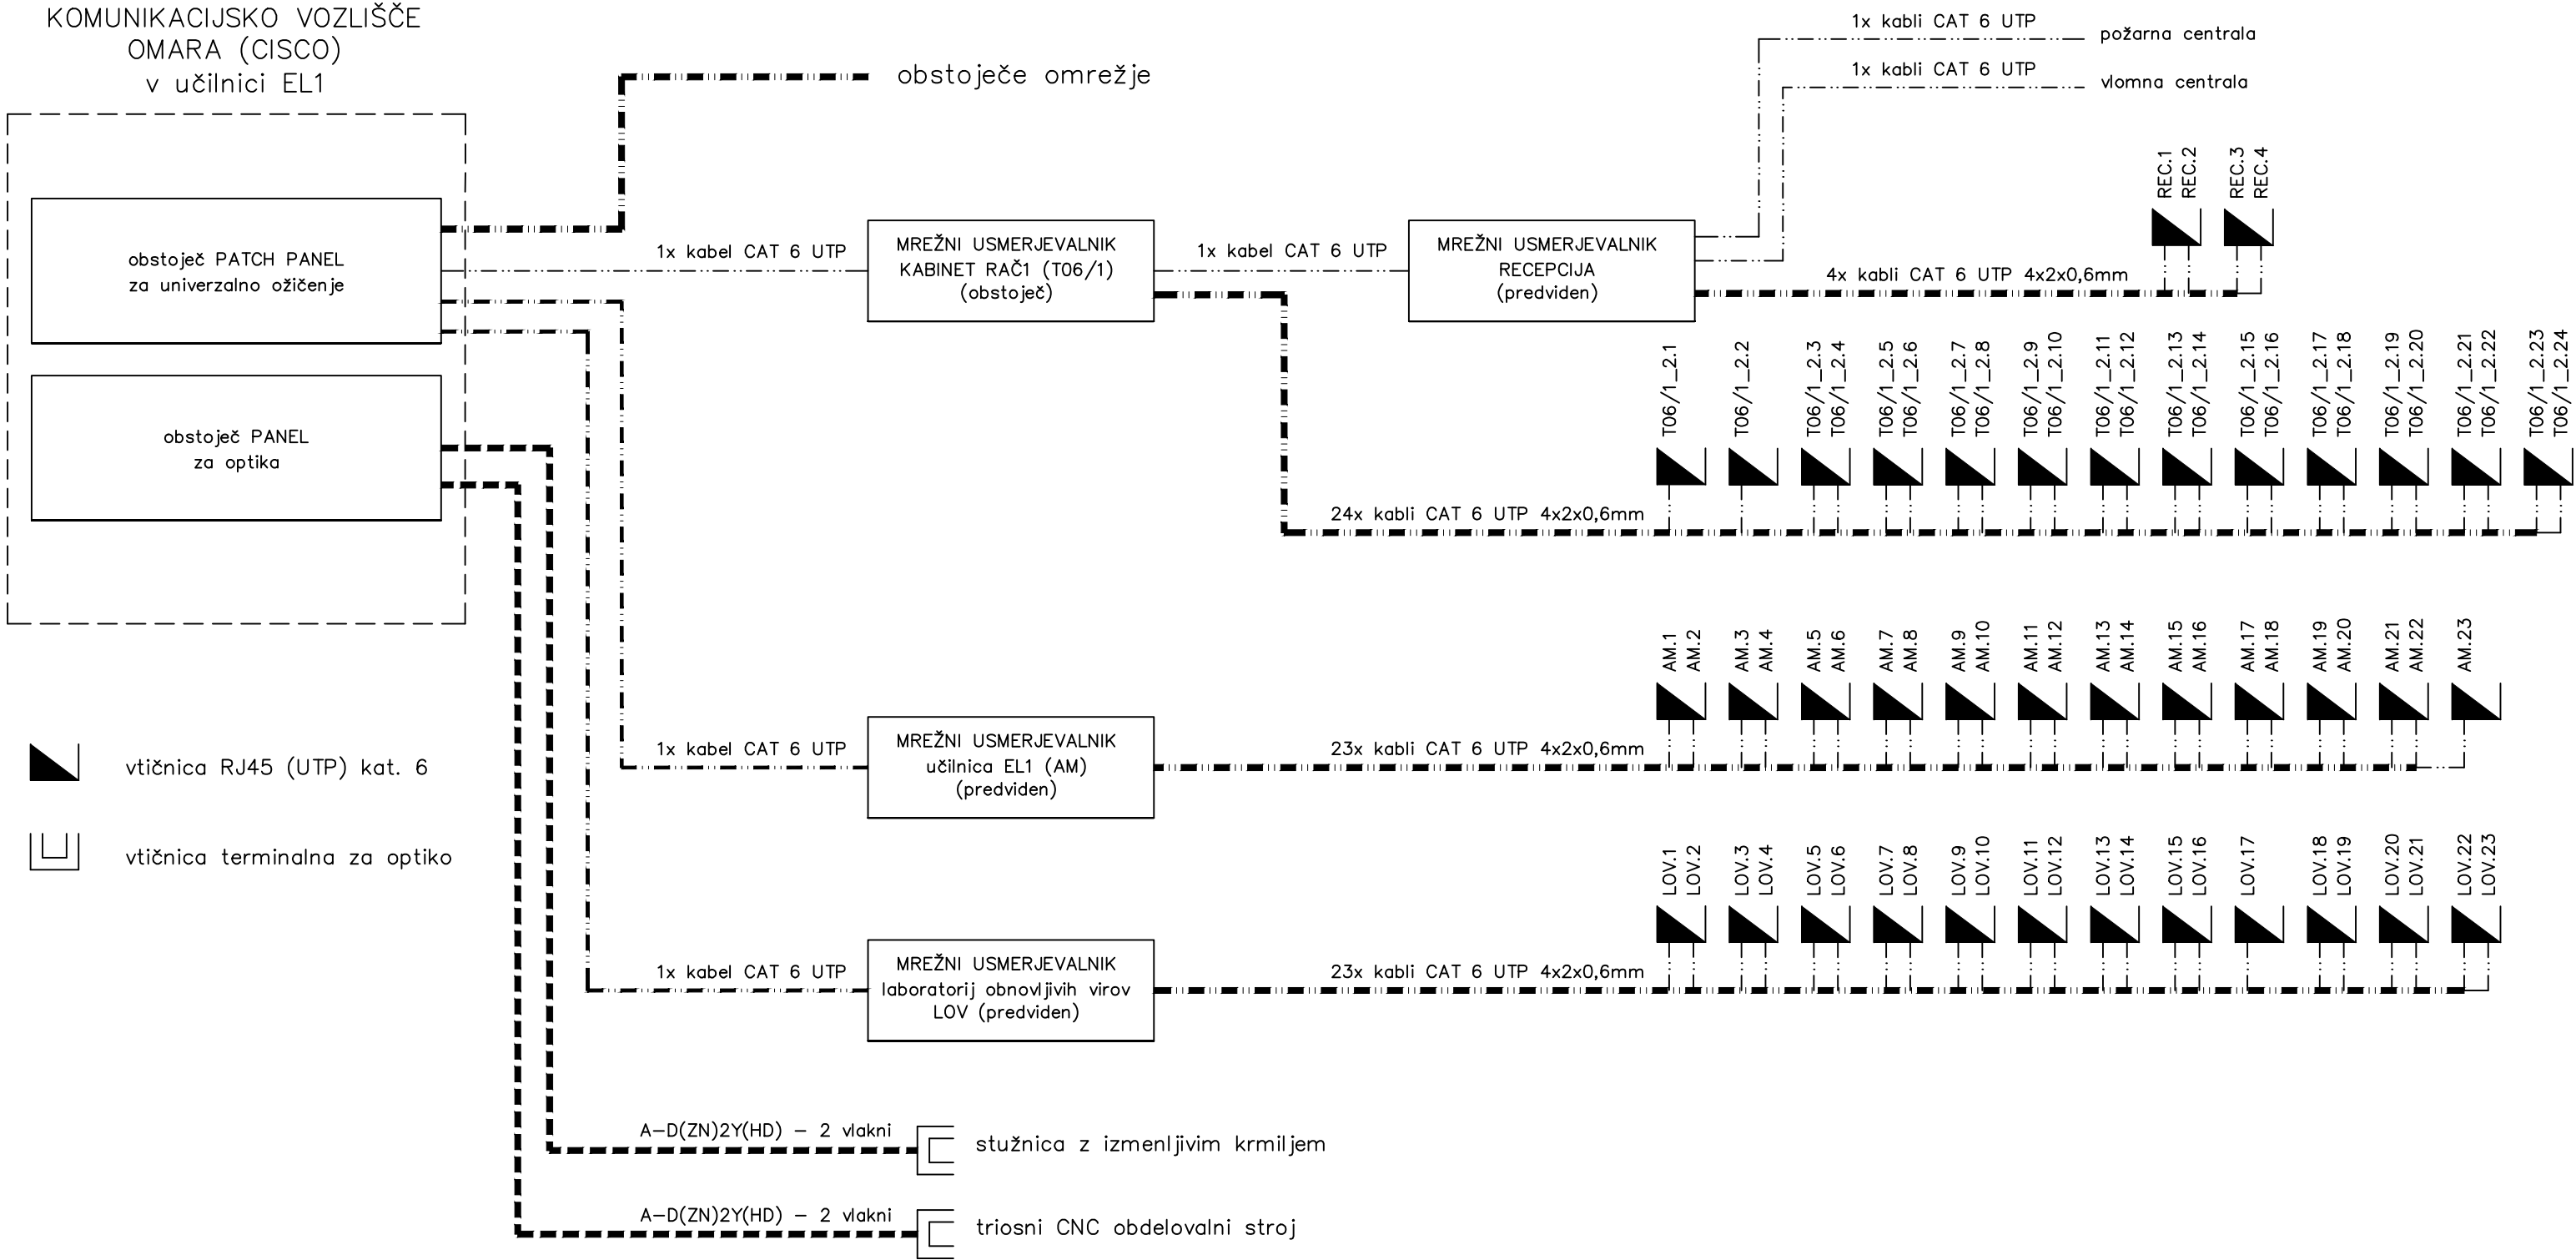 KOMUNIKACIJSKO VOZLIŠČE
OMARA (CISCO)
v učilnici EL1
obstoječe omrežje
1x kabli CAT 6 UTP
požarna centrala
1x kabli CAT 6 UTP
vlomna centrala
obstoječ PATCH PANEL
za univerzalno ožičenje
1x kabel CAT 6 UTP
MREŽNI USMERJEVALNIK
KABINET RAČ1 (T06/1)
(obstoječ)
1x kabel CAT 6 UTP
MREŽNI USMERJEVALNIK
RECEPCIJA
(predviden)
4x kabli CAT 6 UTP 4x2x0,6mm
REC.1
REC.2
REC.3
REC.4
obstoječ PANEL
za optika
24x kabli CAT 6 UTP 4x2x0,6mm
T06/1_2.1
T06/1_2.2
T06/1_2.3
T06/1_2.4
T06/1_2.5
T06/1_2.6
T06/1_2.7
T06/1_2.8
T06/1_2.9
T06/1_2.10
T06/1_2.11
T06/1_2.12
T06/1_2.13
T06/1_2.14
T06/1_2.15
T06/1_2.16
T06/1_2.17
T06/1_2.18
T06/1_2.19
T06/1_2.20
T06/1_2.21
T06/1_2.22
T06/1_2.23
T06/1_2.24
1x kabel CAT 6 UTP
MREŽNI USMERJEVALNIK
učilnica EL1 (AM)
(predviden)
23x kabli CAT 6 UTP 4x2x0,6mm
AM.1
AM.2
AM.3
AM.4
AM.5
AM.6
AM.7
AM.8
AM.9
AM.10
AM.11
AM.12
AM.13
AM.14
AM.15
AM.16
AM.17
AM.18
AM.19
AM.20
AM.21
AM.22
AM.23
vtičnica RJ45 (UTP) kat. 6
vtičnica terminalna za optiko
1x kabel CAT 6 UTP
MREŽNI USMERJEVALNIK
laboratorij obnovljivih virov
LOV (predviden)
23x kabli CAT 6 UTP 4x2x0,6mm
LOV.1
LOV.2
LOV.3
LOV.4
LOV.5
LOV.6
LOV.7
LOV.8
LOV.9
LOV.10
LOV.11
LOV.12
LOV.13
LOV.14
LOV.15
LOV.16
LOV.17
LOV.18
LOV.19
LOV.20
LOV.21
LOV.22
LOV.23
A-D(ZN)2Y(HD) - 2 vlakni
stužnica z izmenljivim krmiljem
A-D(ZN)2Y(HD) - 2 vlakni
triosni CNC obdelovalni stroj